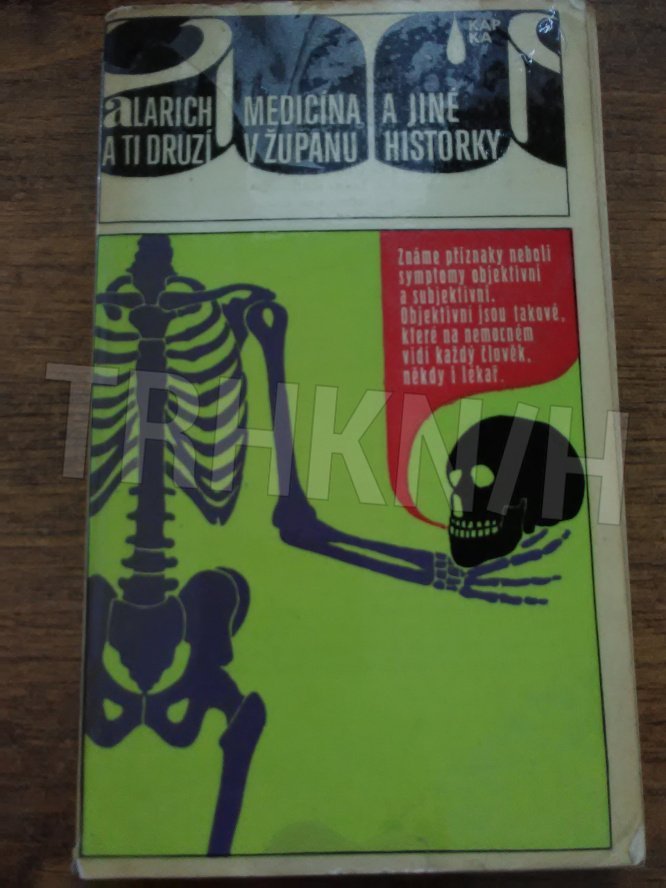 KAP
KA
aLARICH MEDICÍNA A JINÉ
A TI DRUZÍ V ŽUPANU HISTORKY
Známe příznaky neboli
symptomy objektivní
a subjektivní.
Objektivní jsou takové,
které na nemocném
vidí každý člověk,
někdy i lékař.
TRHKNIH